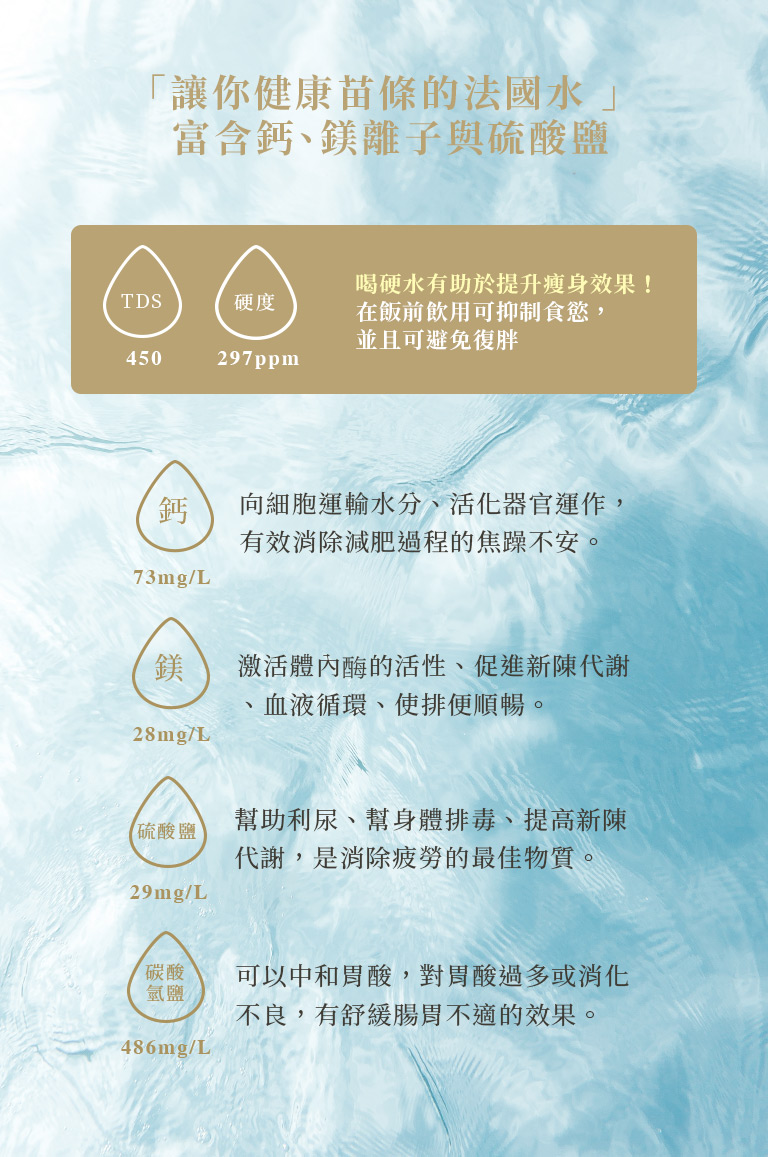 「讓你健康苗條的法國水 」
富含鈣、鎂離子與硫酸鹽
TDS
450
硬度
297ppm
喝硬水有助於提升瘦身效果！
在飯前飲用可抑制食慾，
並且可避免復胖
鈣
73mg/L
向細胞運輸水分、活化器官運作，
有效消除減肥過程的焦躁不安。
鎂
28mg/L
激活體內酶的活性、促進新陳代謝
、血液循環、使排便順暢。
硫酸鹽
29mg/L
幫助利尿、幫身體排毒、提高新陳
代謝，是消除疲勞的最佳物質。
碳酸
氫鹽
486mg/L
可以中和胃酸，對胃酸過多或消化
不良，有舒緩腸胃不適的效果。